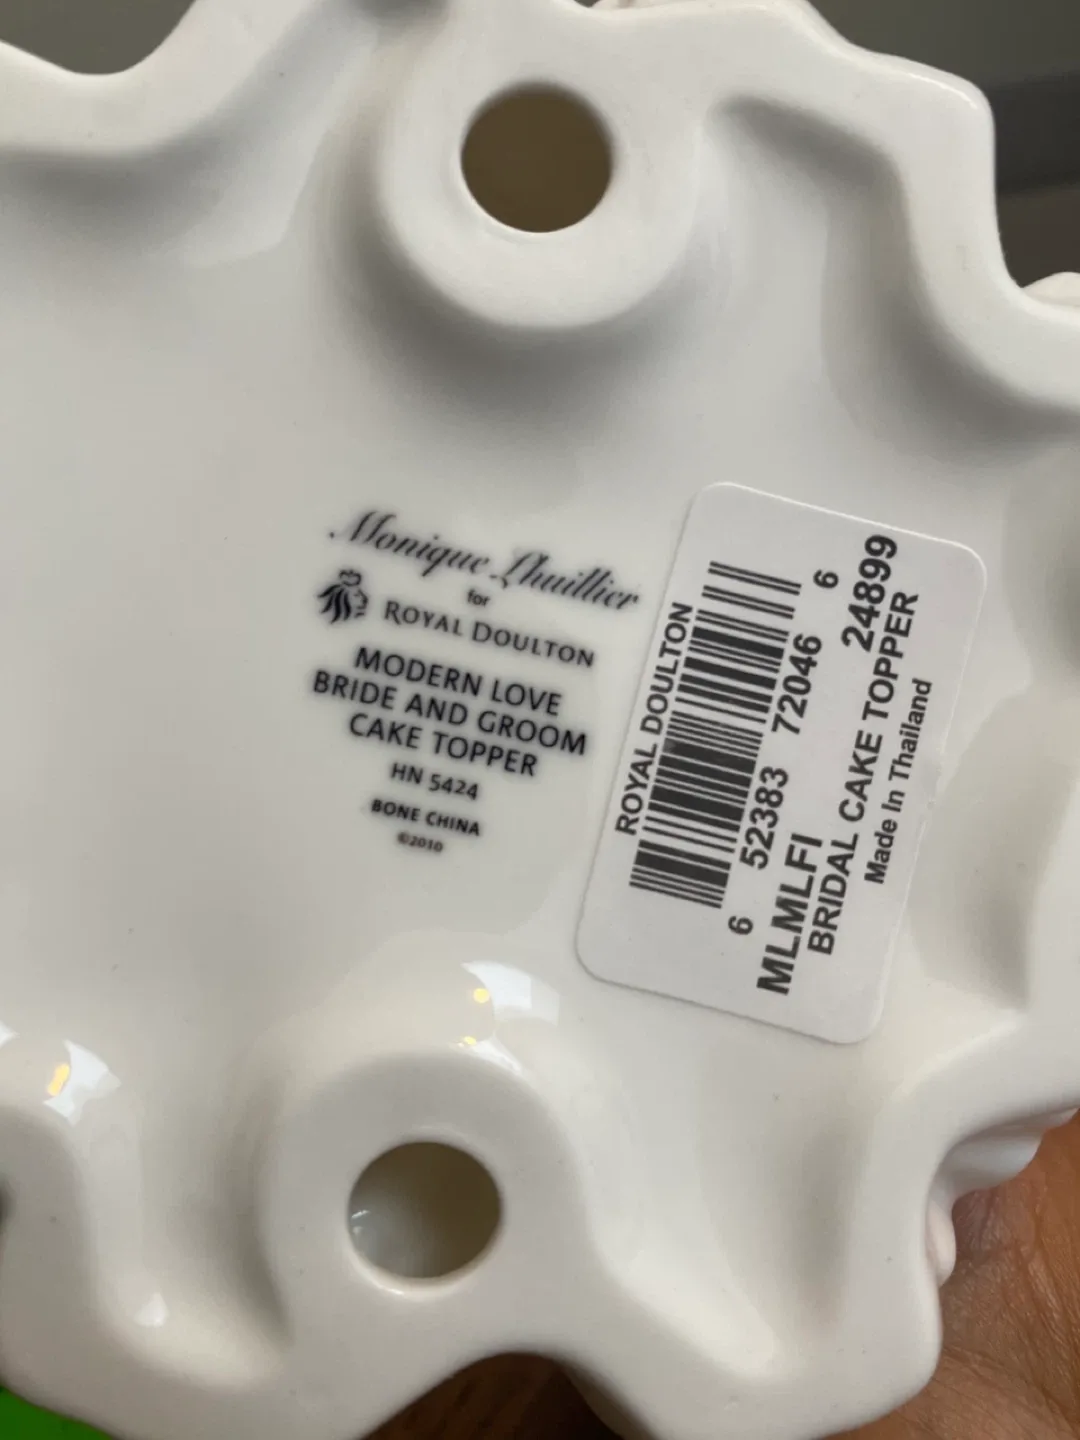 Monique Lhuillier
for
ROYAL DOULTON
MODERN LOVE
BRIDE AND GROOM
CAKE TOPPER
HN 5424
BONE CHINA
©2010
ROYAL DOULTON
6 52383 72046 6
MLMLFI 24899
BRIDAL CAKE TOPPER
Made In Thailand